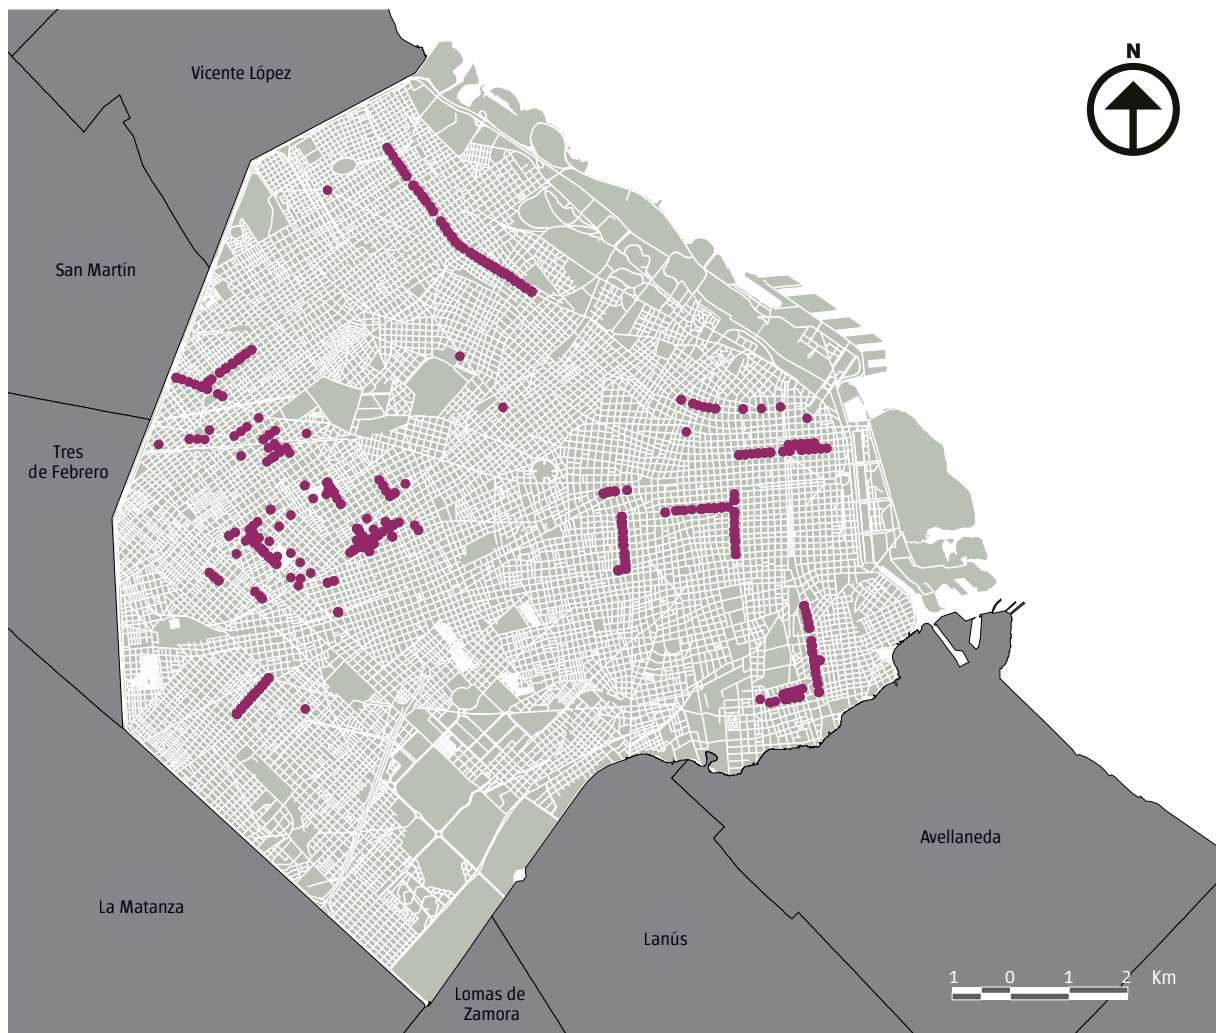 N
Vicente López
San Martín
Tres
de Febrero
La Matanza
Avellaneda
Lanús
Lomas de
Zamora
1 0 1 2 Km